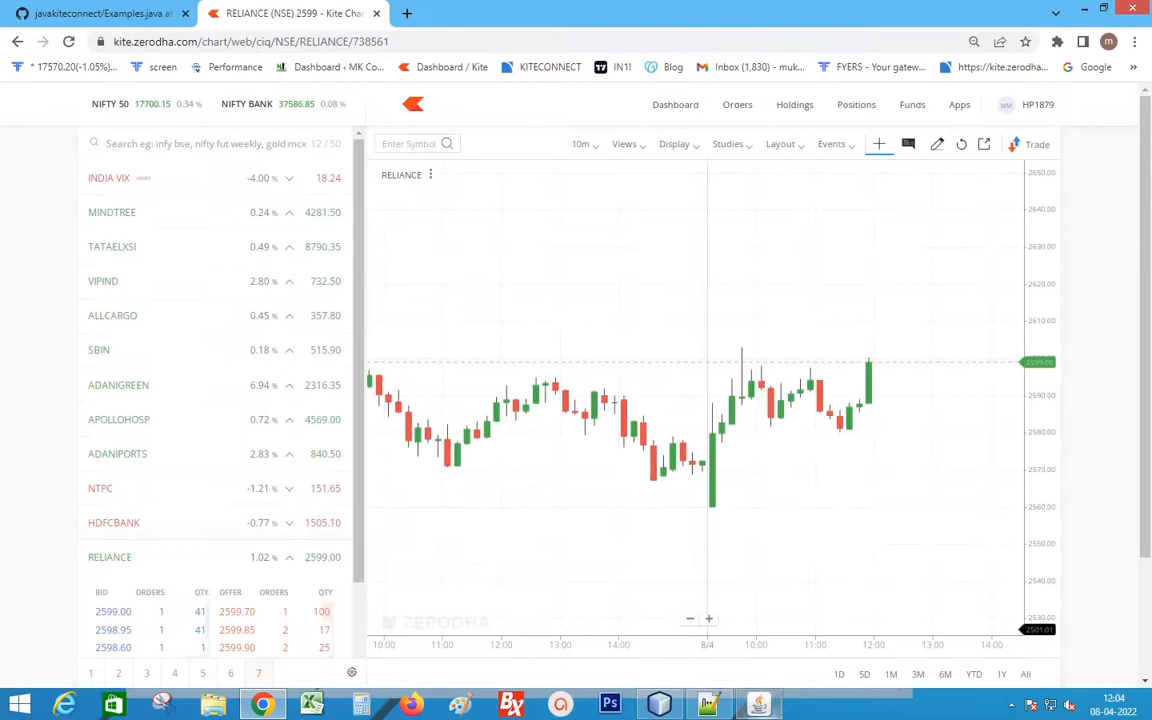 javakiteconnect/Examples.java at
RELIANCE (NSE) 2599 - Kite Char
kite.zerodha.com/chart/web/ciq/NSE/RELIANCE/738561
m
* 17570.20(-1.05%)...
screen
Performance
Dashboard ‹ MK Co...
Dashboard / Kite
KITECONNECT
IN1!
Blog
Inbox (1,830) - muk...
FYERS - Your gatew...
https://kite.zerodha...
Google
»
NIFTY 50 17700.15 0.34 %
NIFTY BANK 37586.85 0.08 %
Dashboard
Orders
Holdings
Positions
Funds
Apps
MM
HP1879
Search eg: infy bse, nifty fut weekly, gold mcx
12 / 50
Enter Symbol
10m
Views
Display
Studies
Layout
Events
Trade
INDIA VIX INDEX -4.00 % 18.24
MINDTREE 0.24 % 4281.50
TATAELXSI 0.49 % 8790.35
VIPIND 2.80 % 732.50
ALLCARGO 0.45 % 357.80
SBIN 0.18 % 515.90
ADANIGREEN 6.94 % 2316.35
APOLLOHOSP 0.72 % 4569.00
ADANIPORTS 2.83 % 840.50
NTPC -1.21 % 151.65
HDFCBANK -0.77 % 1505.10
RELIANCE 1.02 % 2599.00
BID ORDERS QTY. OFFER ORDERS QTY
2599.00 1 41 2599.70 1 100
2598.95 1 41 2599.85 2 17
2598.60 1 1 2599.90 2 25
1 2 3 4 5 6 7
RELIANCE
2650.00
2640.00
2630.00
2620.00
2610.00
2599.00
2590.00
2580.00
2570.00
2560.00
2550.00
2540.00
2530.00
2501.01
ZERODHA
10:00 11:00 12:00 13:00 14:00 8/4 10:00 11:00 12:00 13:00 14:00
1D 5D 1M 3M 6M YTD 1Y All
Bx
Ps
12:04
08-04-2022